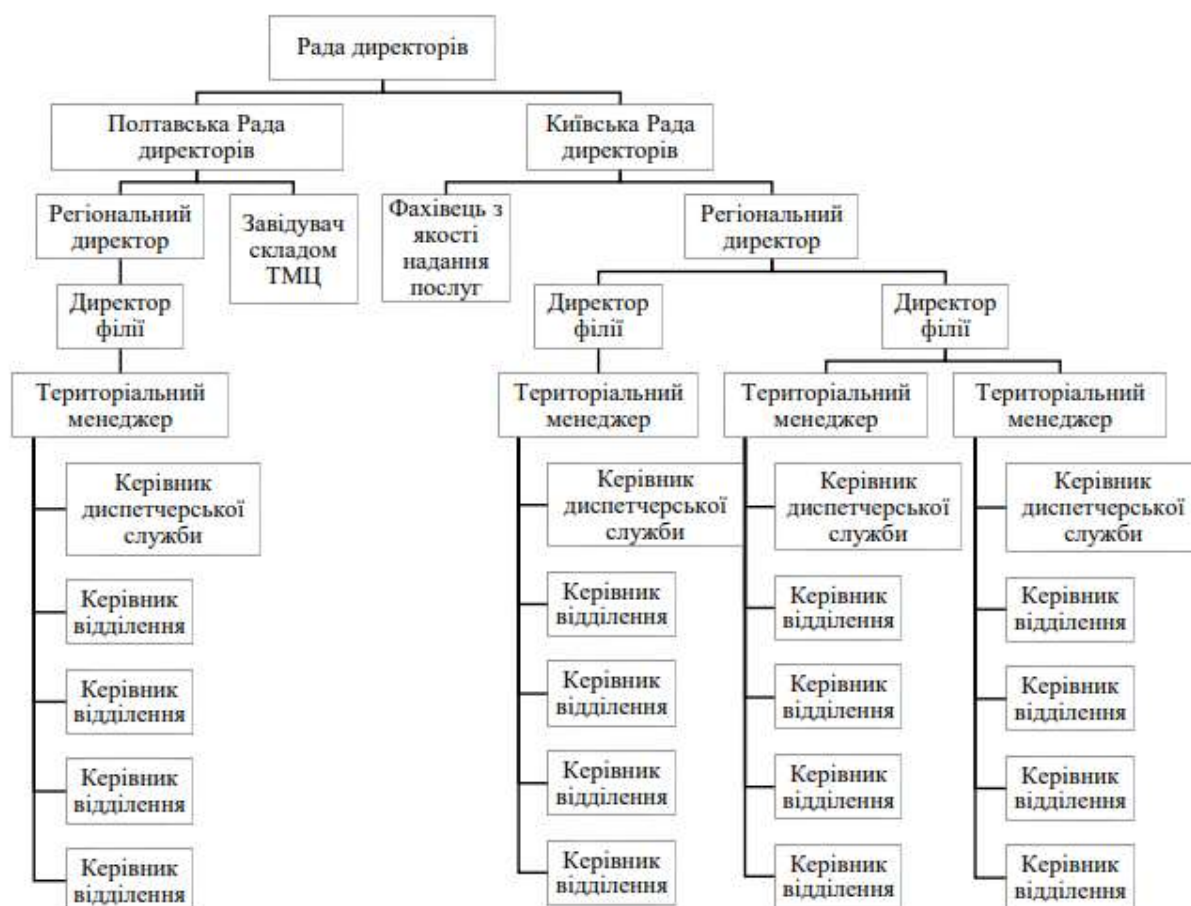 Рада директорів
Полтавська Рада
директорів
Київська Рада
директорів
Регіональний
директор
Завідувач
складом
ТМЦ
Фахівець з
якості
надання
послуг
Регіональний
директор
Директор
філії
Директор
філії
Директор
філії
Територіальний
менеджер
Територіальний
менеджер
Територіальний
менеджер
Територіальний
менеджер
Керівник
диспетчерської
служби
Керівник
диспетчерської
служби
Керівник
диспетчерської
служби
Керівник
диспетчерської
служби
Керівник
відділення
Керівник
відділення
Керівник
відділення
Керівник
відділення
Керівник
відділення
Керівник
відділення
Керівник
відділення
Керівник
відділення
Керівник
відділення
Керівник
відділення
Керівник
відділення
Керівник
відділення
Керівник
відділення
Керівник
відділення
Керівник
відділення
Керівник
відділення